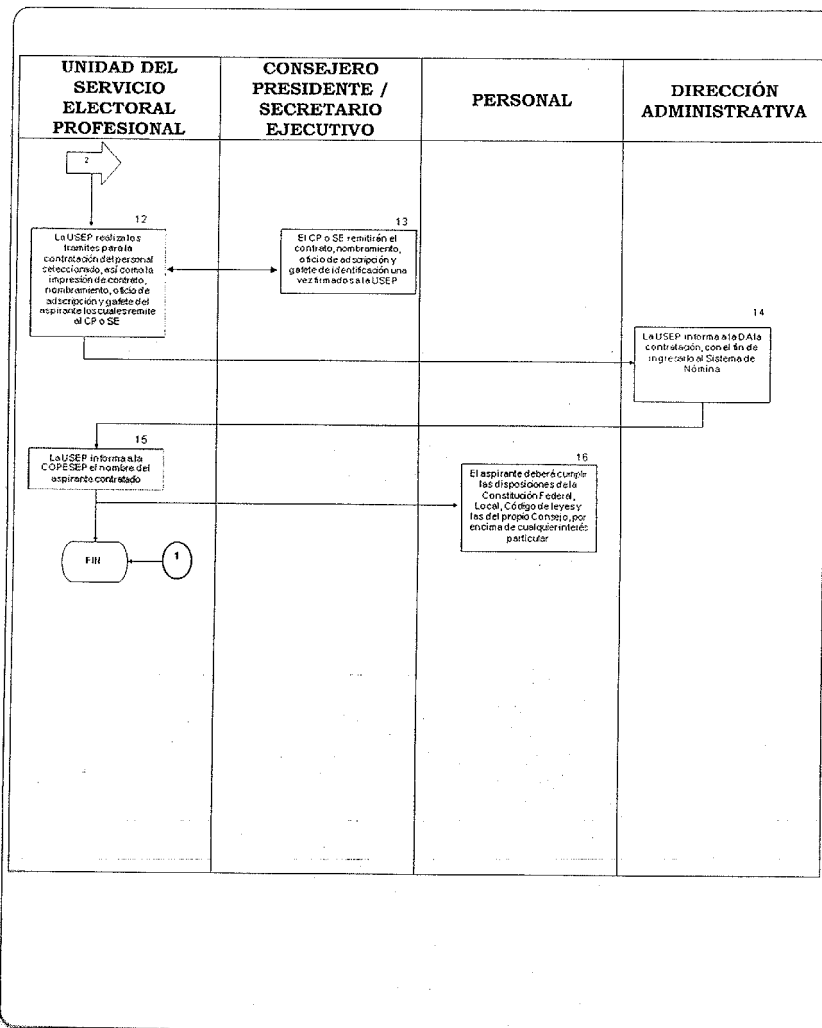 UNIDAD DEL
SERVICIO
ELECTORAL
PROFESIONAL
CONSEJERO
PRESIDENTE /
SECRETARIO
EJECUTIVO
PERSONAL
DIRECCIÓN
ADMINISTRATIVA
2
12
La USEP realiza los
tramites para la
contratación del personal
seleccionado, así como la
impresión de contrato,
nombramiento, oficio de
adscripción y gafete del
aspirante los cuales remite
al CP o SE
13
El CP o SE remitirán el
contrato, nombramiento,
oficio de adscripción y
gafete de identificación una
vez firmados a la USEP
14
La USEP informa a la DA la
contratación, con el fin de
ingresarlo al Sistema de
Nómina
15
La USEP informa a la
COPESEP el nombre del
aspirante contratado
16
El aspirante deberá cumplir
las disposiciones de la
Constitución Federal,
Local, Código de leyes y
las del propio Consejo, por
encima de cualquier interés
particular
FIN
1